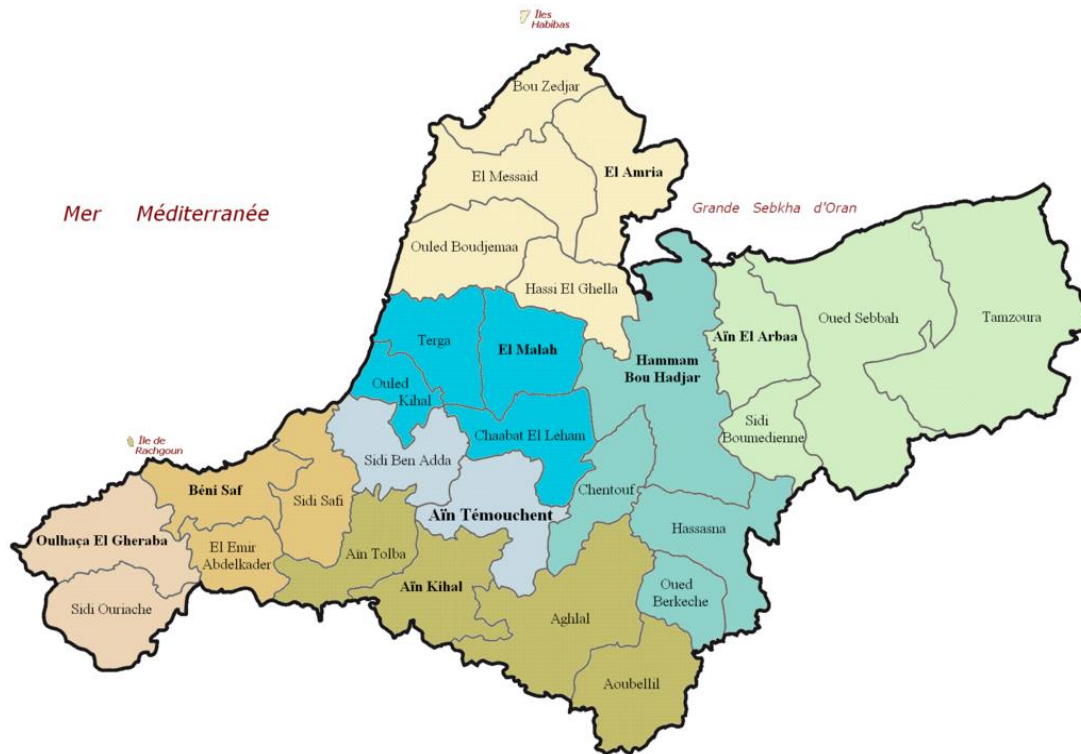 Îles
Habibas
Bou Zedjar
El Messaid
El Amria
Mer Méditerranée
Grande Sebkha d'Oran
Ouled Boudjemaa
Hassi El Ghella
Terga
El Malah
Aïn El Arbaa
Oued Sebbah
Tamzoura
Hammam
Bou Hadjar
Ouled
Kihal
Chaabat El Leham
Sidi
Boumedienne
Île de
Rachgoun
Sidi Ben Adda
Béni Saf
Sidi Safi
Chentouf
Aïn Témouchent
Hassasna
Oulhaça El Gheraba
El Emir
Abdelkader
Aïn Tolba
Aïn Kihal
Oued
Berkeche
Sidi Ouriache
Aghlal
Aoubellil